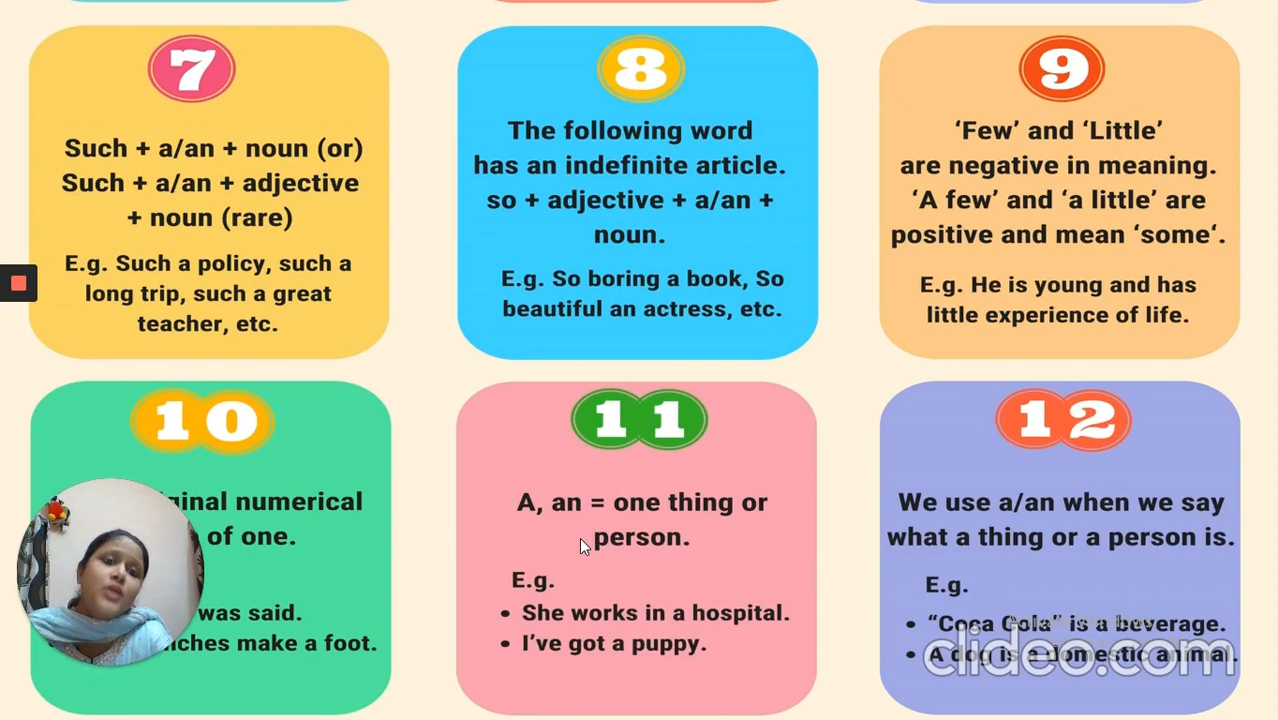 7
Such + a/an + noun (or)
Such + a/an + adjective
+ noun (rare)
E.g. Such a policy, such a
long trip, such a great
teacher, etc.
8
The following word
has an indefinite article.
so + adjective + a/an +
noun.
E.g. So boring a book, So
beautiful an actress, etc.
9
‘Few’ and ‘Little’
are negative in meaning.
‘A few’ and ‘a little’ are
positive and mean ‘some‘.
E.g. He is young and has
little experience of life.
10
numerical
of one.
was said.
make a foot.
11
A, an = one thing or
person.
E.g.
• She works in a hospital.
• I’ve got a puppy.
12
We use a/an when we say
what a thing or a person is.
E.g.
• “Coca Cola” is a beverage.
• A dog is a domestic animal.
clideo.com